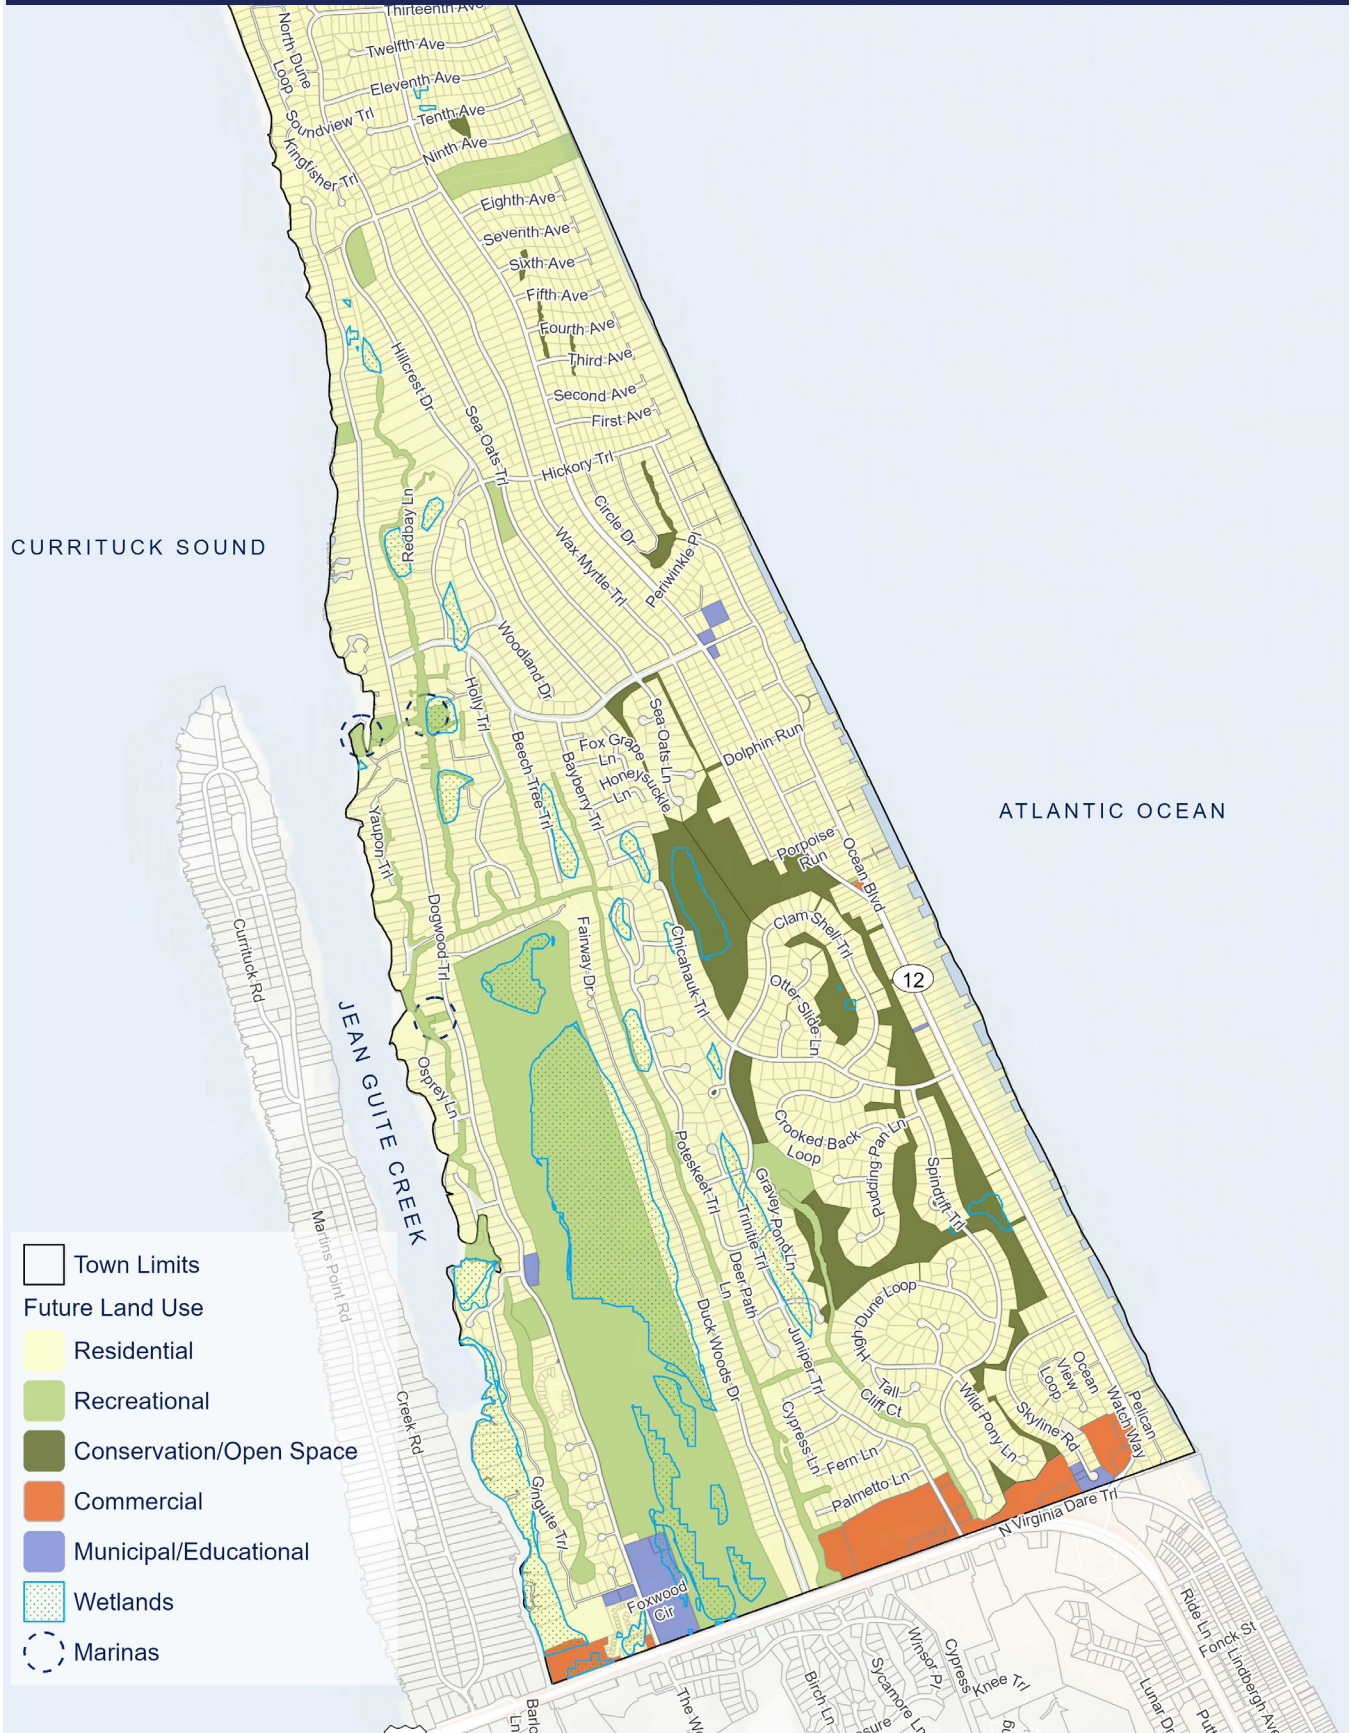 Thirteenth Ave
North Dune
Loop
Twelfth Ave
Eleventh Ave
Soundview Trl
Tenth Ave
Kingfisher Trl
Ninth Ave
Eighth Ave
Seventh Ave
Sixth Ave
Fifth Ave
Fourth Ave
Third Ave
Hillcrest Dr
Second Ave
Sea Oats Trl
First Ave
Hickory Trl
Redbay Ln
Circle Dr
CURRITUCK SOUND
Wax Myrtle Trl
Periwinkle Pl
Woodland Dr
Holly Trl
Sea Oats Ln
Fox Grape
Ln
Dolphin Run
Beech Tree Trl
Bayberry Trl
Honeysuckle
Ln
ATLANTIC OCEAN
Yaupon Trl
Porpoise
Run
Ocean Blvd
Dogwood Trl
Fairway Dr
Clam Shell Trl
Currituck Rd
Chicahauk Trl
12
Otter Slide Ln
JEAN GUITE CREEK
Osprey Ln
Crooked Back
Loop
Pudding Pan Ln
Poteskeet Trl
Spindrift Trl
Gravey Pond Ln
Trinitie Trl
Martins Point Rd
Deer Path
Ln
Duck Woods Dr
High Dune Loop
Juniper Trl
Tall
Cliff Ct
Ocean
View
Loop
Wild Pony Ln
Skyline Rd
Pelican
Watch Way
Creek Rd
Cypress Ln
Fern Ln
Palmetto Ln
Ginguite Trl
N Virginia Dare Trl
Foxwood
Cir
Town Limits
Future Land Use
Residential
Recreational
Conservation/Open Space
Commercial
Municipal/Educational
Wetlands
Marinas
Ride Ln
Fonck St
Lindbergh Ave
Winsor Pl
Cypress
Knee Trl
Sycamore Ln
Birch Ln
Lunar Dr
The W
Barlo
Ln
sure
Putt